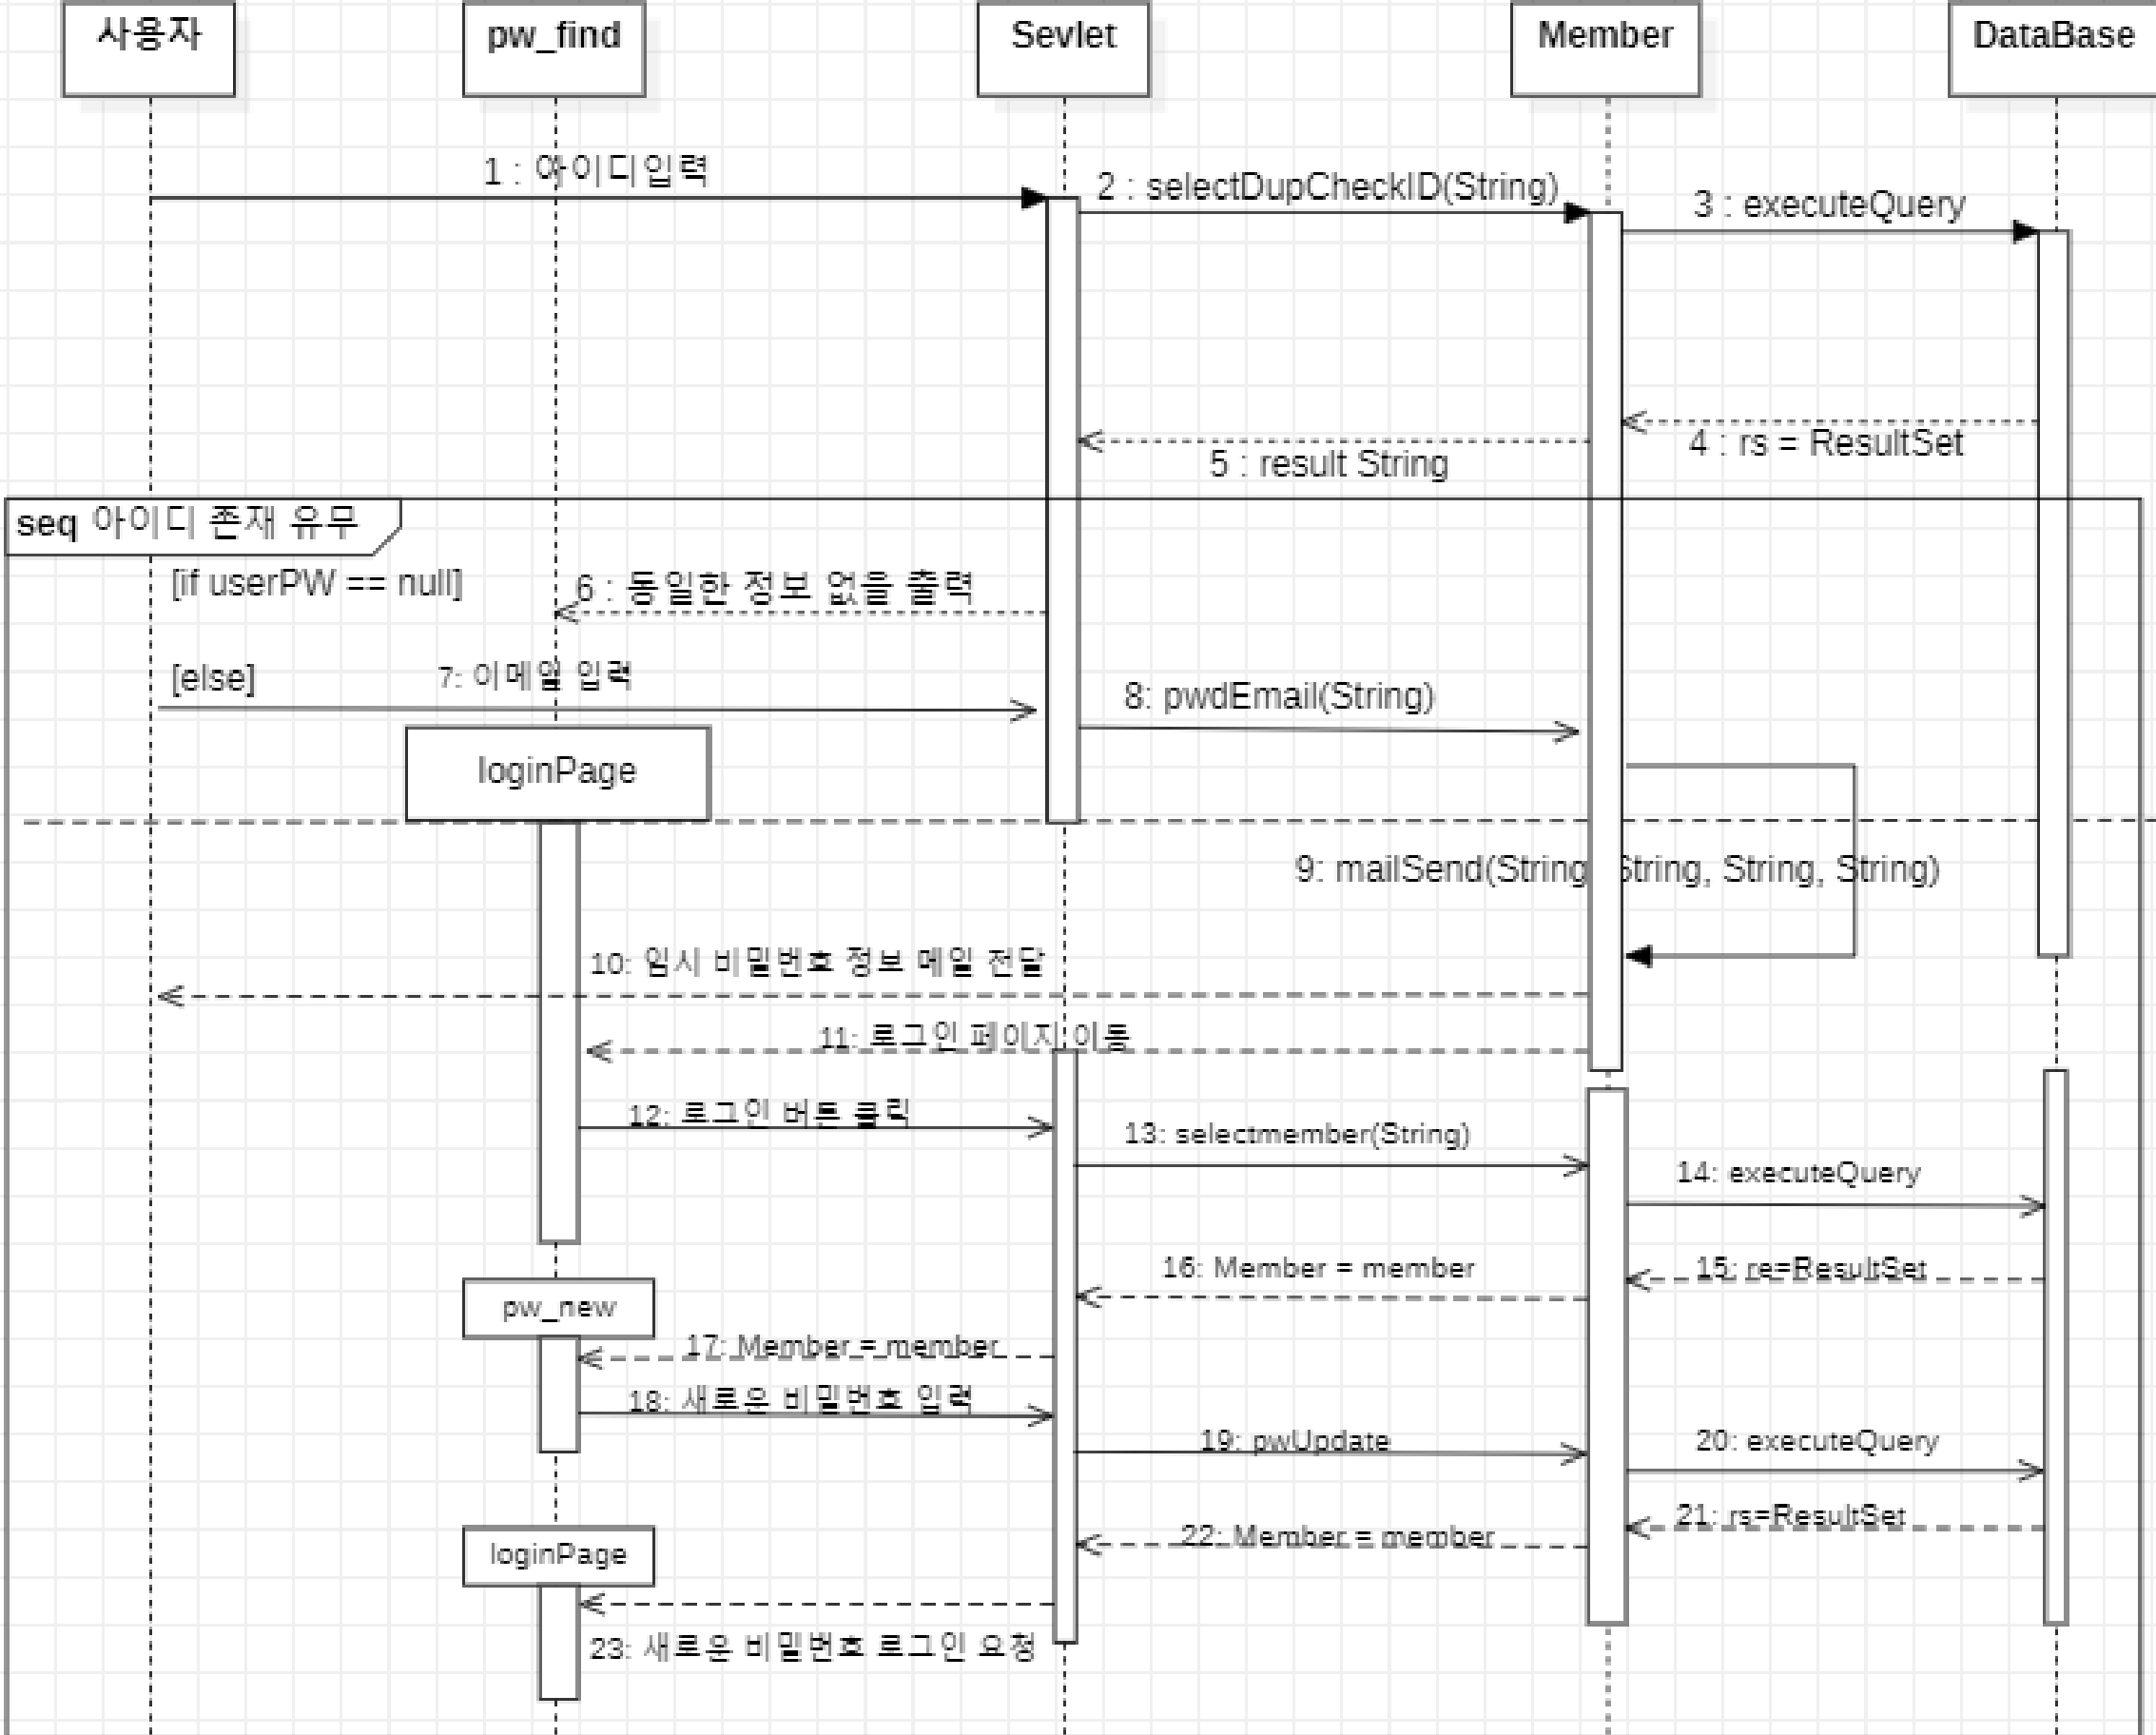 사용자
pw_find
Sevlet
Member
DataBase
1 : 아이디입력
2 : selectDupCheckID(String)
3 : executeQuery
4 : rs = ResultSet
5 : result String
seq 아이디 존재 유무
[if userPW == null]
6 : 동일한 정보 없을 출력
[else]
7: 이메일 입력
8: pwdEmail(String)
loginPage
9: mailSend(String, String, String, String)
10: 임시 비밀번호 정보 메일 전달
11: 로그인 페이지 이동
12: 로그인 버튼 클릭
13: selectmember(String)
14: executeQuery
15: re=ResultSet
16: Member = member
pw_new
17: Member = member
18: 새로운 비밀번호 입력
19: pwUpdate
20: executeQuery
21: rs=ResultSet
22: Member = member
loginPage
23: 새로운 비밀번호 로그인 요청